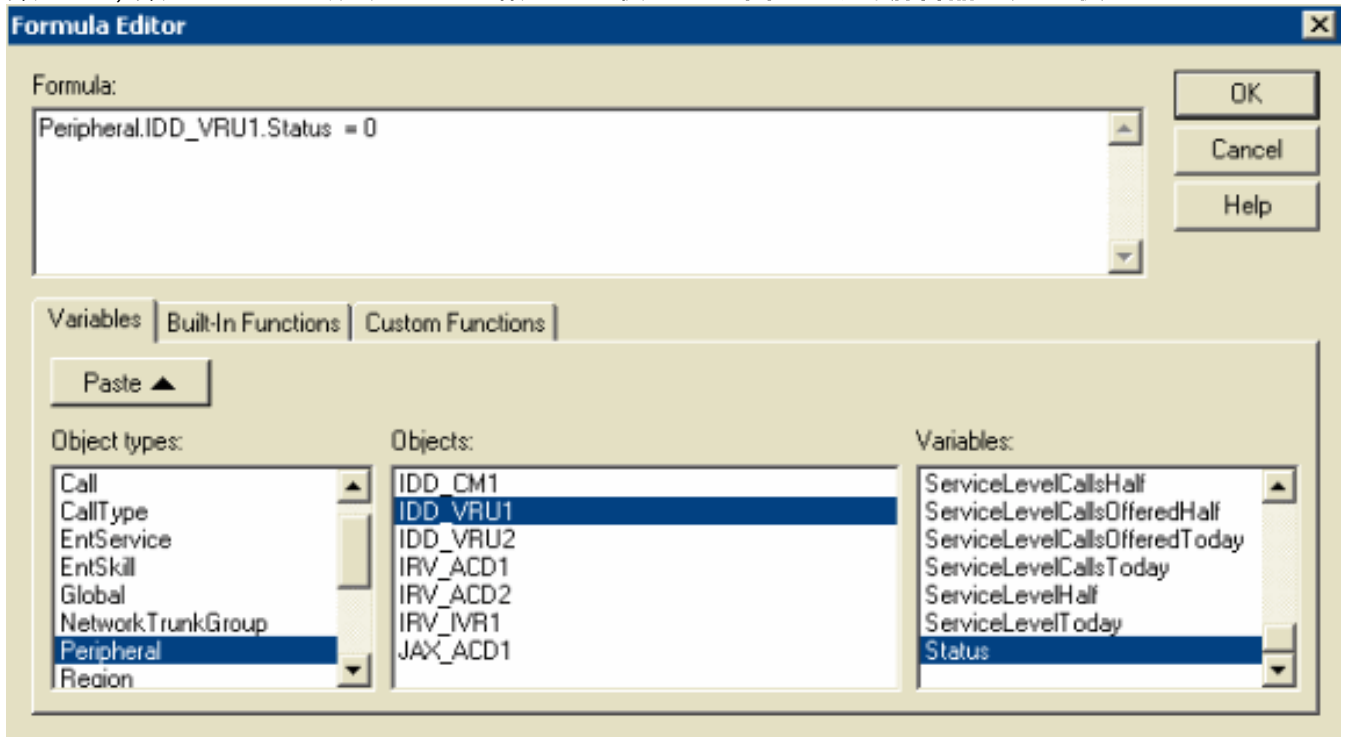 Formula Editor
Formula:
OK
Peripheral.IDD_VRU1.Status = 0
Cancel
Help
Variables Built-In Functions Custom Functions
Paste
Object types: Objects: Variables:
Call IDD_CM1 ServiceLevelCallsHalf
CallType IDD_VRU1 ServiceLevelCallsOfferedHalf
EntService IDD_VRU2 ServiceLevelCallsOfferedToday
EntSkill IRV_ACD1 ServiceLevelCallsToday
Global IRV_ACD2 ServiceLevelHalf
NetworkTrunkGroup IRV_IVR1 ServiceLevelToday
Peripheral JAX_ACD1 Status
Region